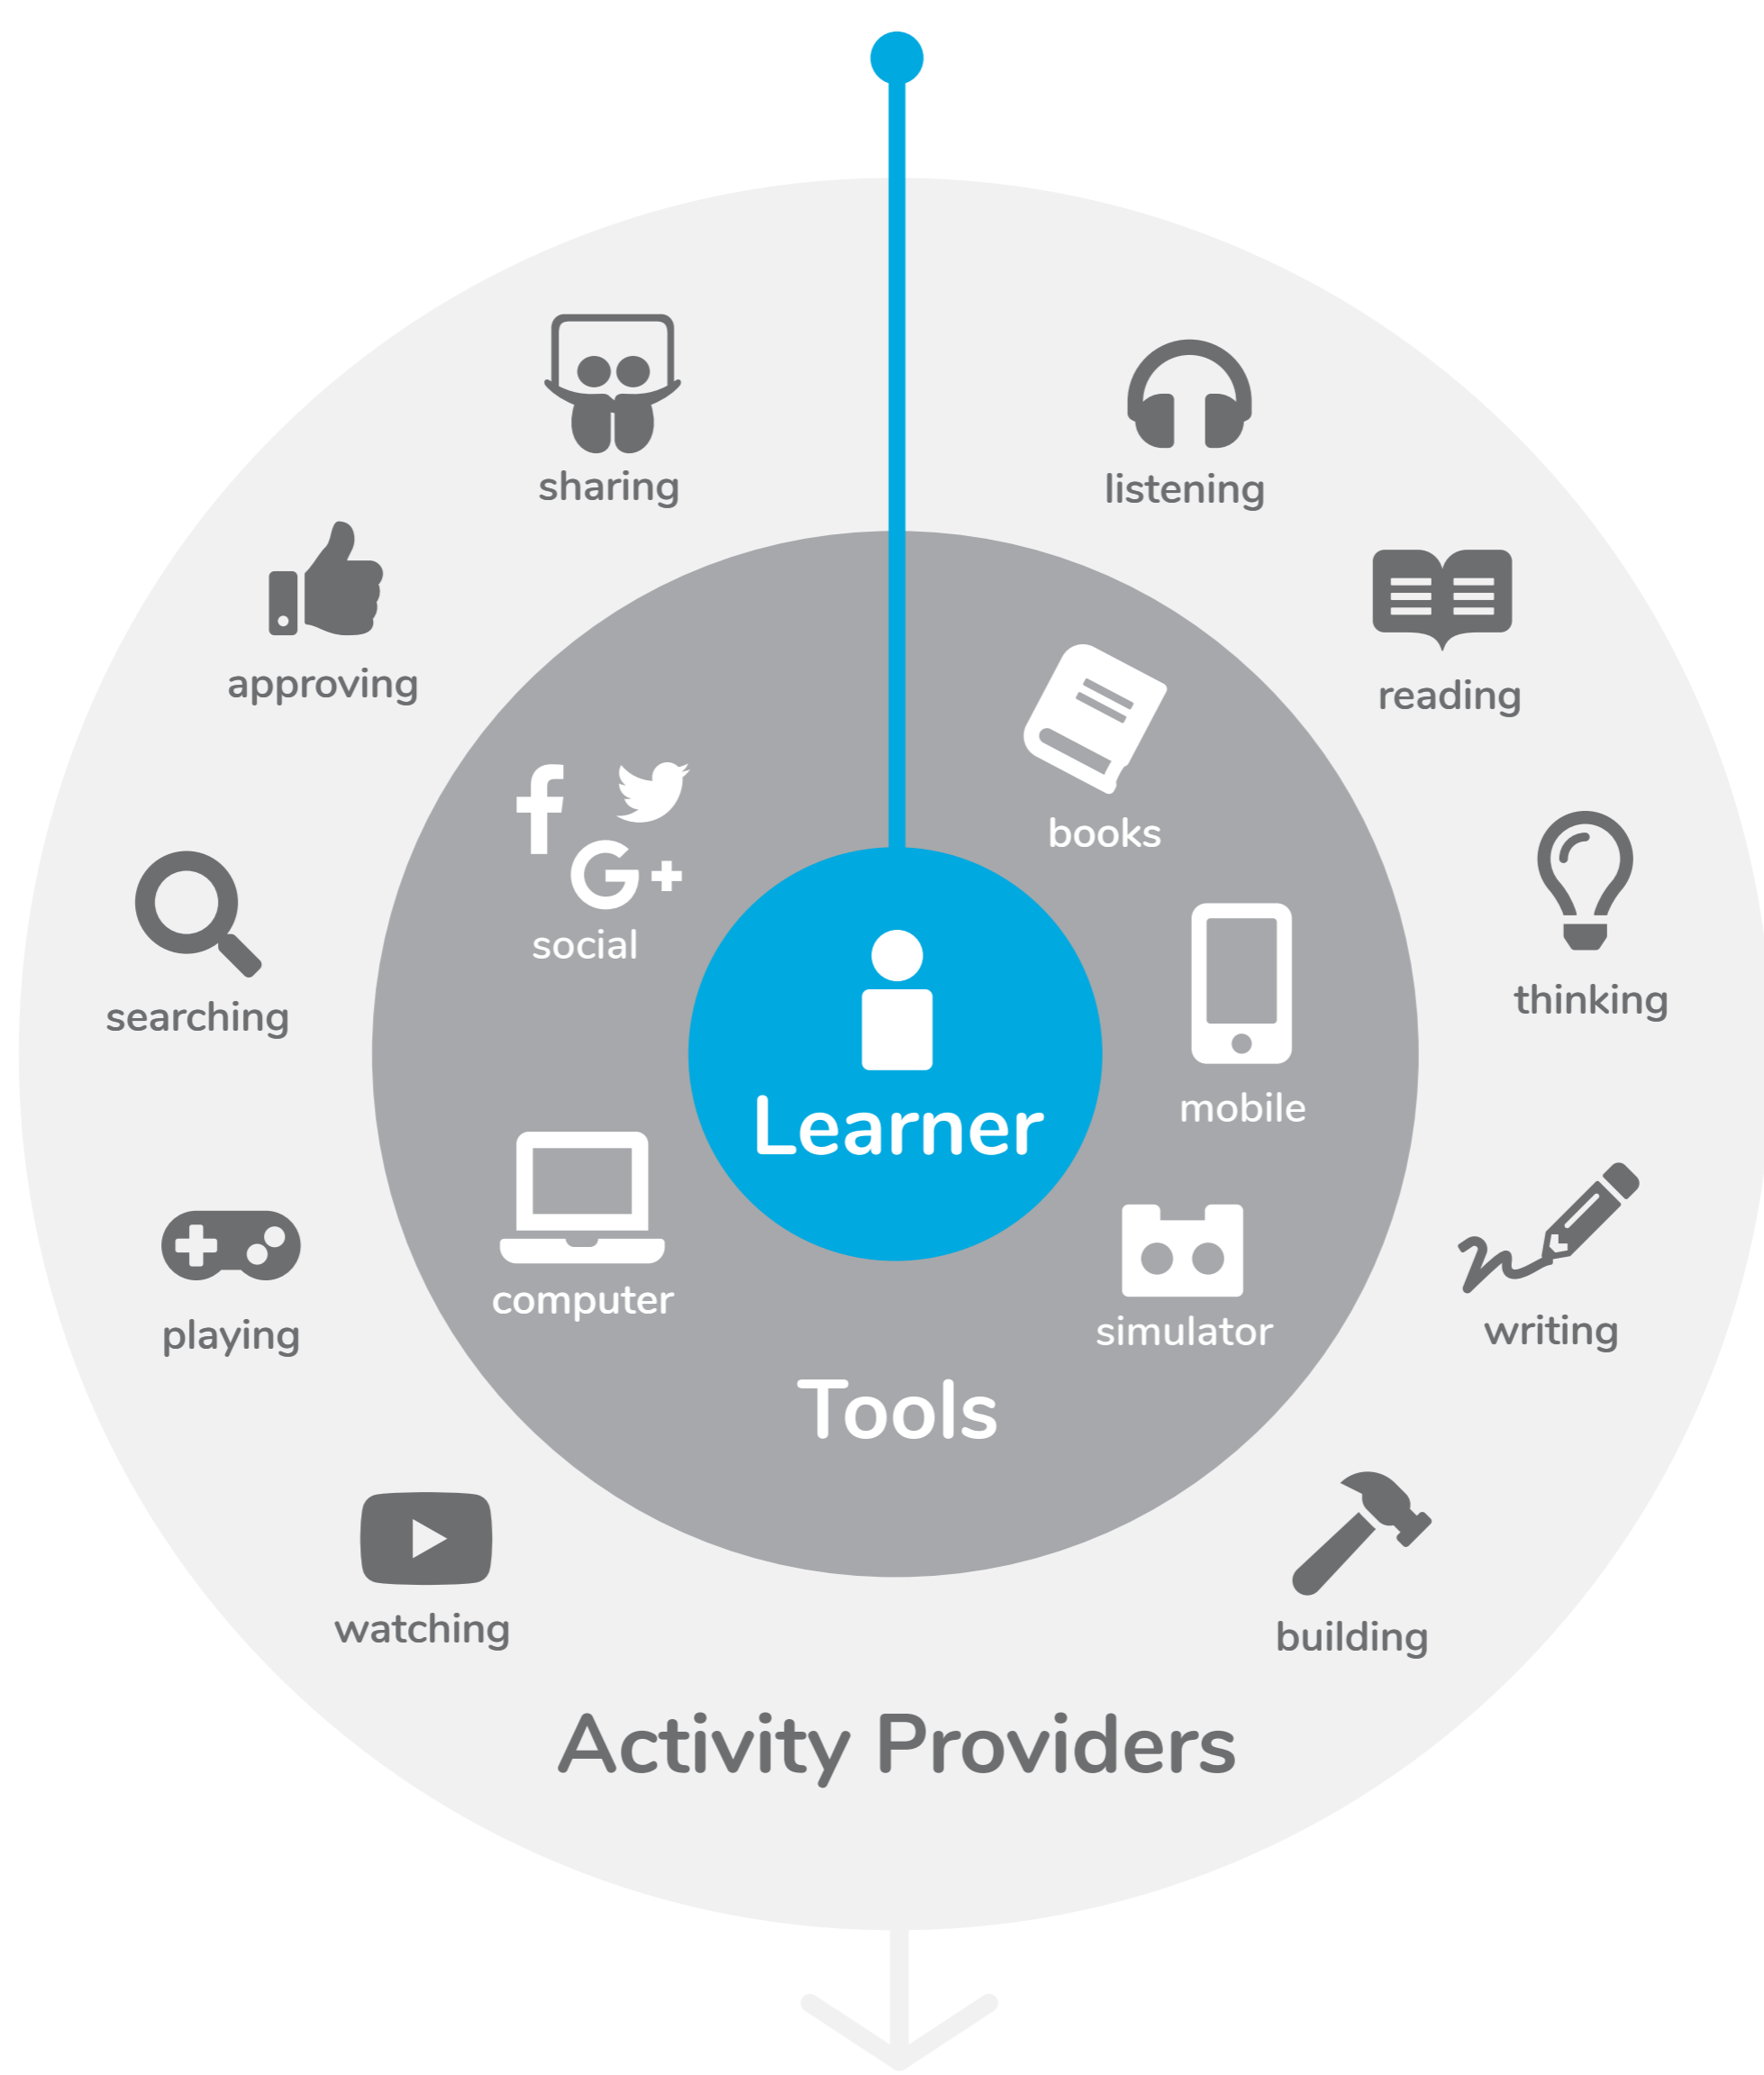 sharing
listening
approving
reading
books
social
searching
thinking
mobile
Learner
computer
simulator
playing
writing
Tools
watching
building
Activity Providers